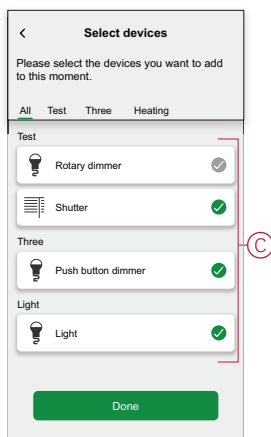 Select devices
Please select the devices you want to add
to this moment.
All Test Three Heating
Test
Rotary dimmer
Shutter
Three
Push button dimmer
Light
Light
Done
C